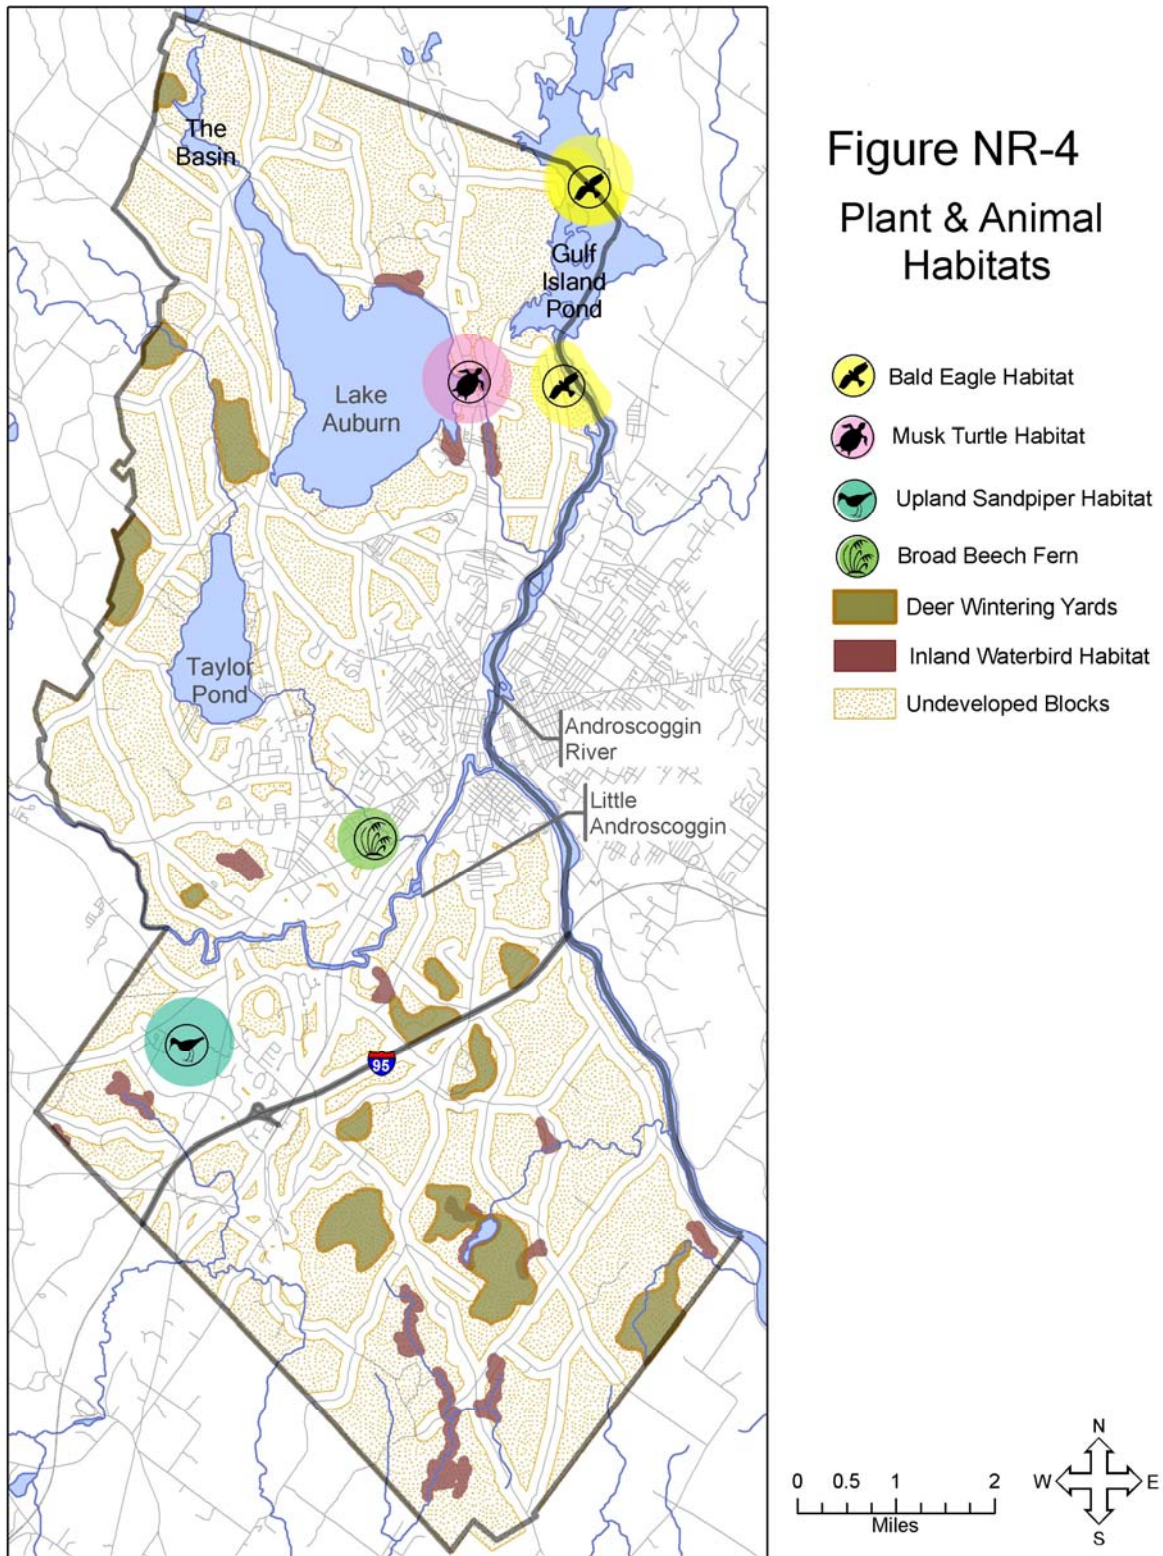 Figure NR-4
Plant & Animal
Habitats
The
Basin
Gulf
Island
Pond
Lake
Auburn
Taylor
Pond
Androscoggin
River
Little
Androscoggin
95
Bald Eagle Habitat
Musk Turtle Habitat
Upland Sandpiper Habitat
Broad Beech Fern
Deer Wintering Yards
Inland Waterbird Habitat
Undeveloped Blocks
0 0.5 1 2
Miles
N
W E
S